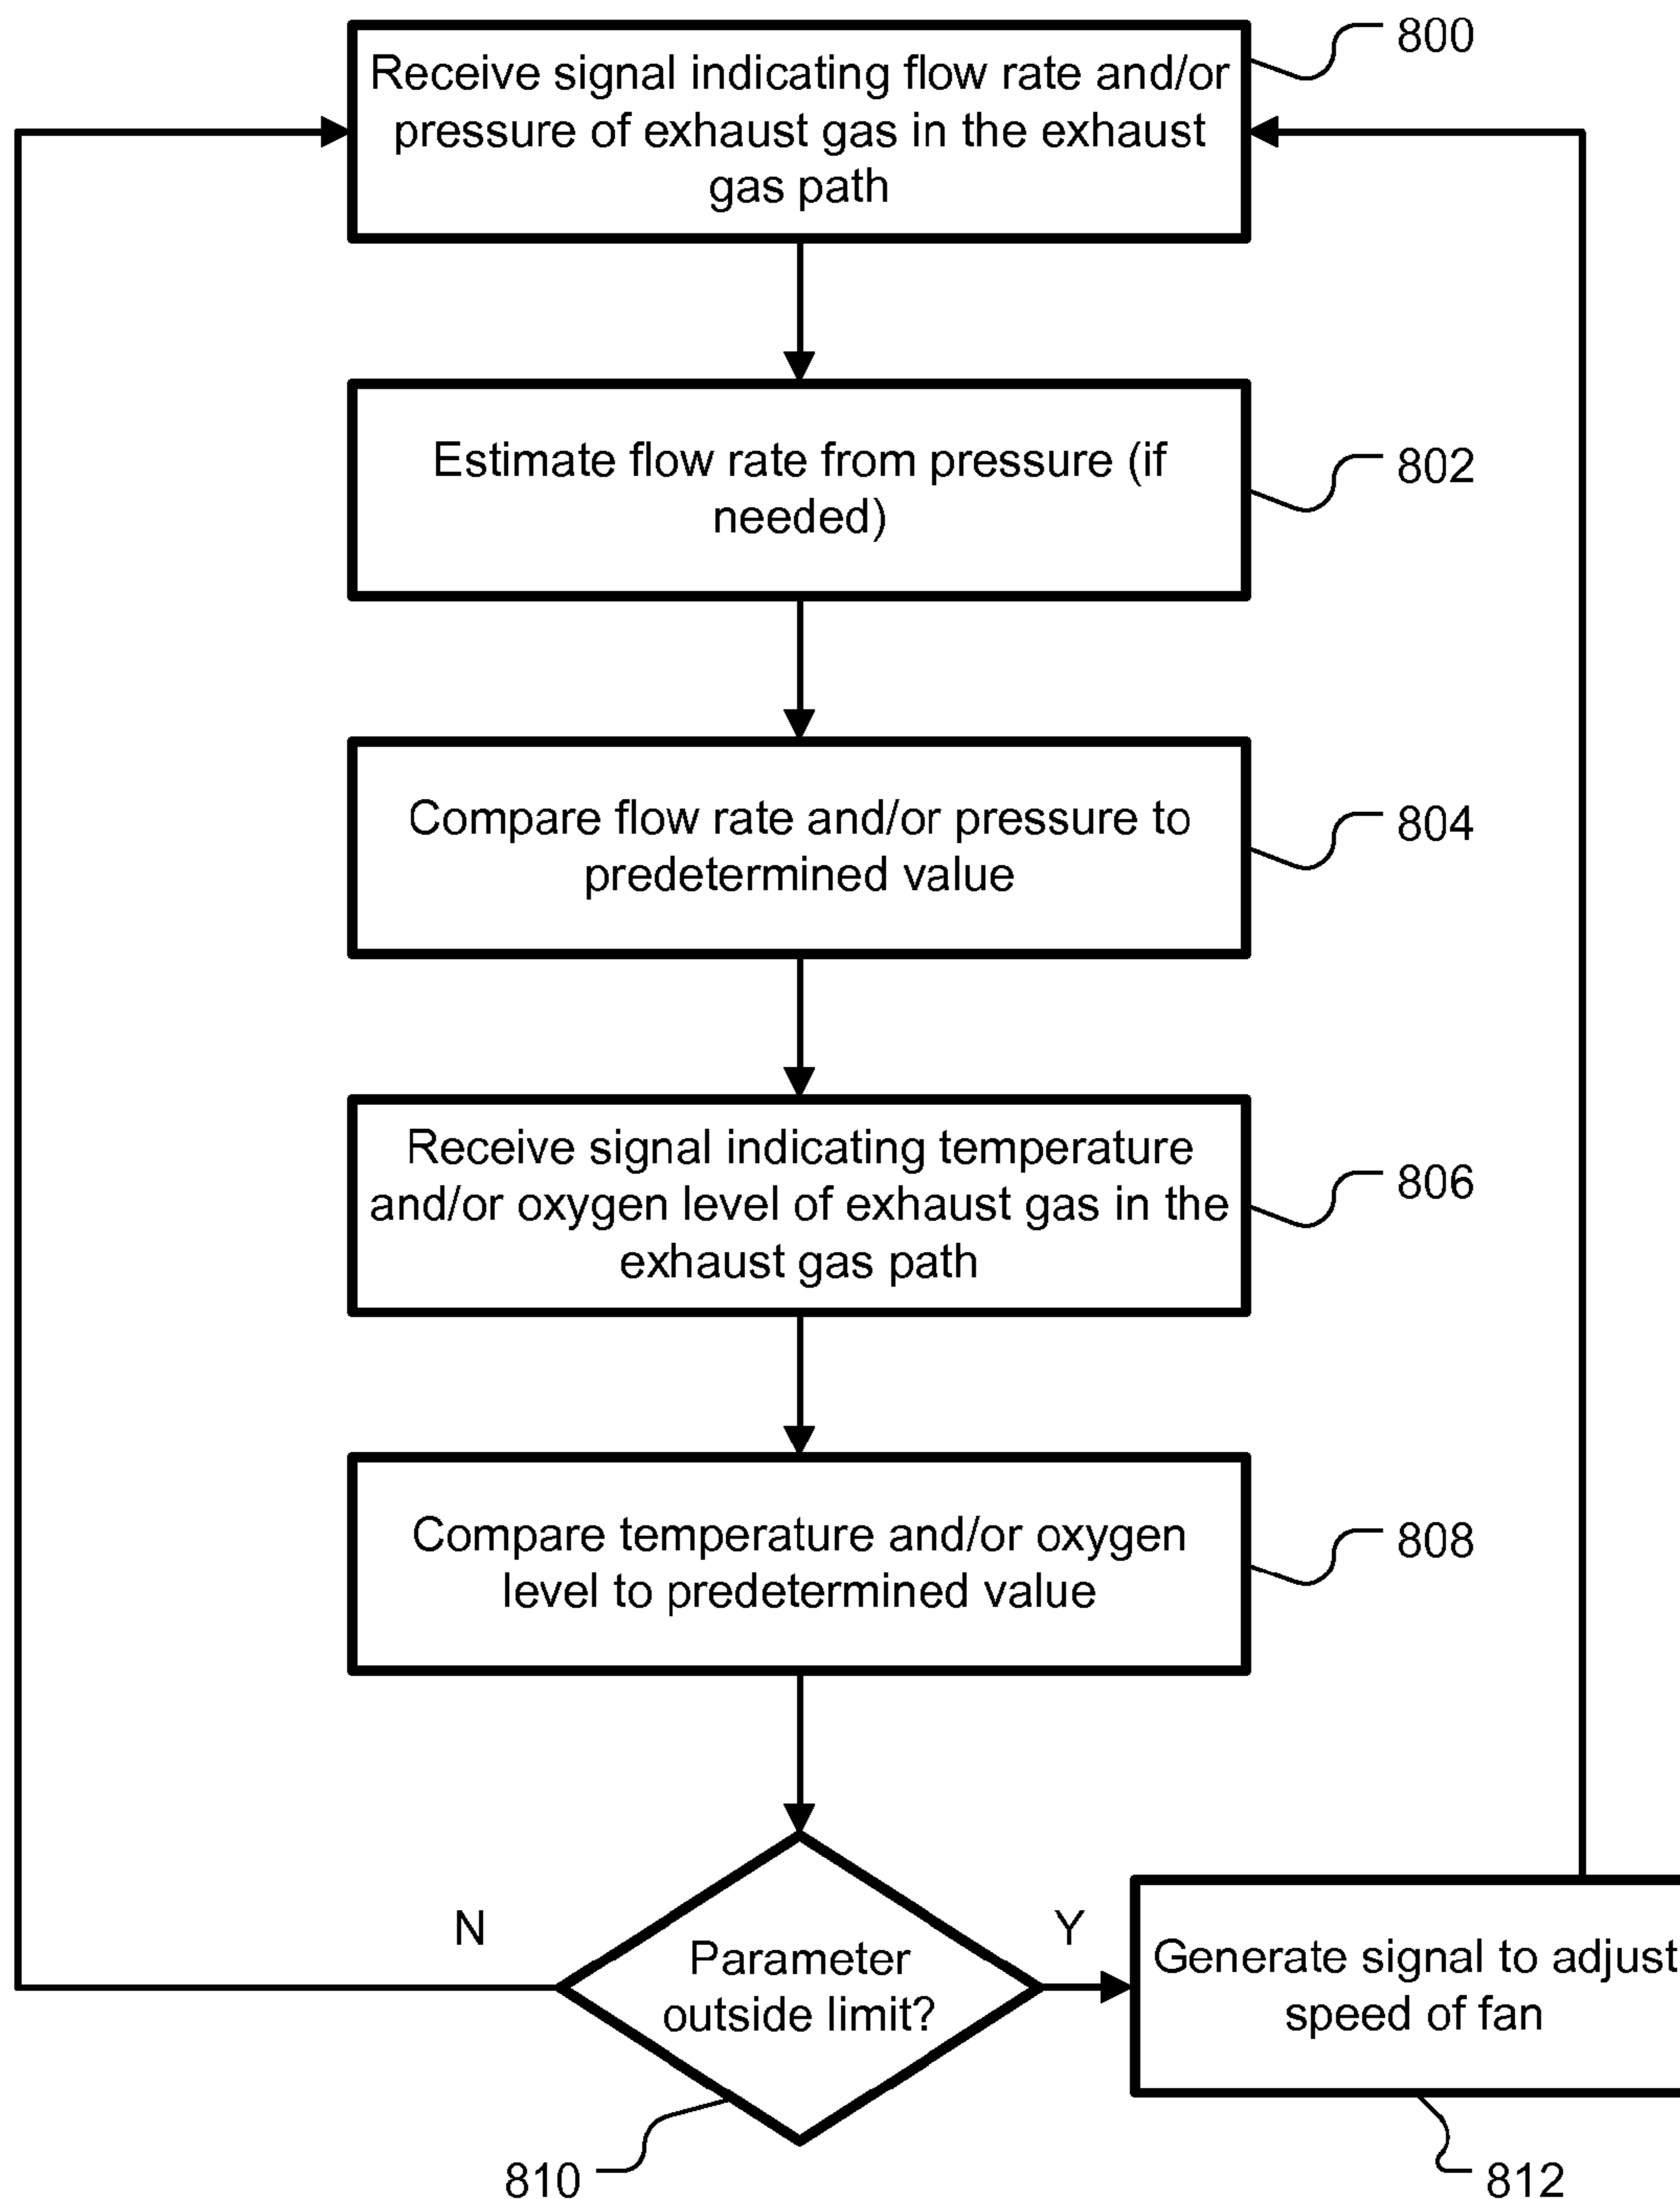 Receive signal indicating flow rate and/or
pressure of exhaust gas in the exhaust
gas path
800
Estimate flow rate from pressure (if
needed)
802
Compare flow rate and/or pressure to
predetermined value
804
Receive signal indicating temperature
and/or oxygen level of exhaust gas in the
exhaust gas path
806
Compare temperature and/or oxygen
level to predetermined value
808
N
Parameter
outside limit?
Y
Generate signal to adjust
speed of fan
810
812